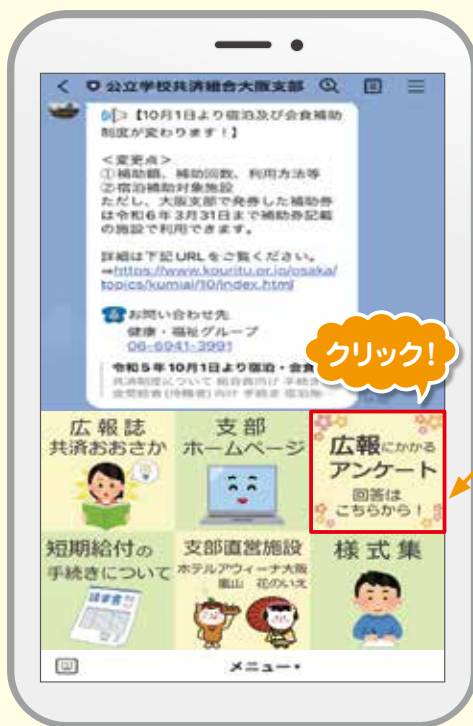 公立学校共済組合大阪支部
【10月1日より宿泊及び会食補助
制度が変わります！】
＜変更点＞
①補助額、補助回数、利用方法等
②宿泊補助対象施設
ただし、大阪支部で発券した補助券
は令和6年3月31日まで補助券記載
の施設で利用できます。
詳細は下記URLをご覧ください。
⇒https://www.kouritu.or.jp/osaka/
topics/kumiai/10/index.html
お問い合わせ先
健康・福祉グループ
06-6941-3991
令和5年10月1日より宿泊・会食
クリック！
広報誌
共済おおさか
支部
ホームページ
広報にかかる
アンケート
回答は
こちらから！
短期給付の
手続きについて
請求書
支部直営施設
ホテルアウィーナ大阪
嵐山 花のいえ
様式集
メニュー